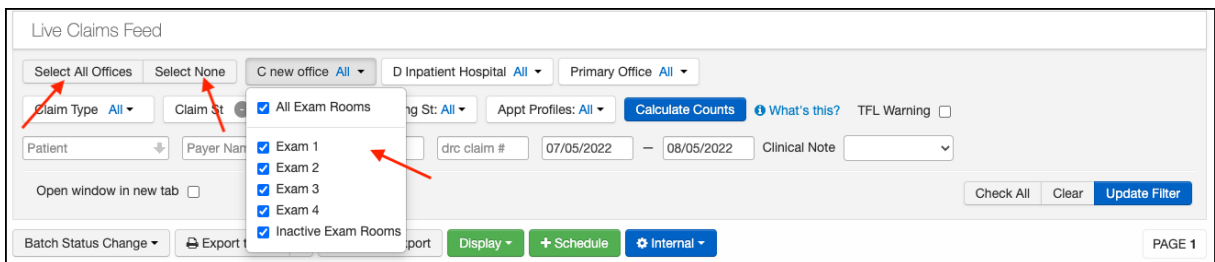 Live Claims Feed
Select All Offices Select None C new office All D Inpatient Hospital All Primary Office All
Claim Type All Claim St ng St: All Appt Profiles: All Calculate Counts What's this? TFL Warning
All Exam Rooms
Patient Payer Nam drc claim # 07/05/2022 — 08/05/2022 Clinical Note
Exam 1
Exam 2
Open window in new tab Exam 3 Check All Clear Update Filter
Exam 4
Inactive Exam Rooms
Batch Status Change Export t port Display + Schedule Internal PAGE 1